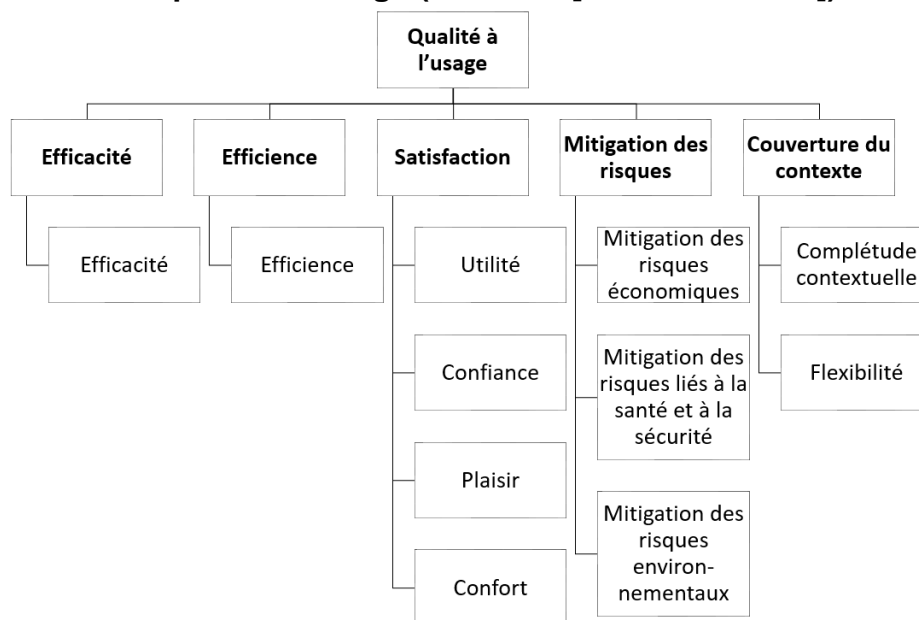 Qualité à
l'usage
Efficacité
Efficience
Satisfaction
Mitigation des
risques
Couverture du
contexte
Efficacité
Efficience
Utilité
Confiance
Plaisir
Confort
Mitigation des
risques
économiques
Mitigation des
risques liés à la
santé et à la
sécurité
Mitigation des
risques
environ-
nementaux
Complétude
contextuelle
Flexibilité